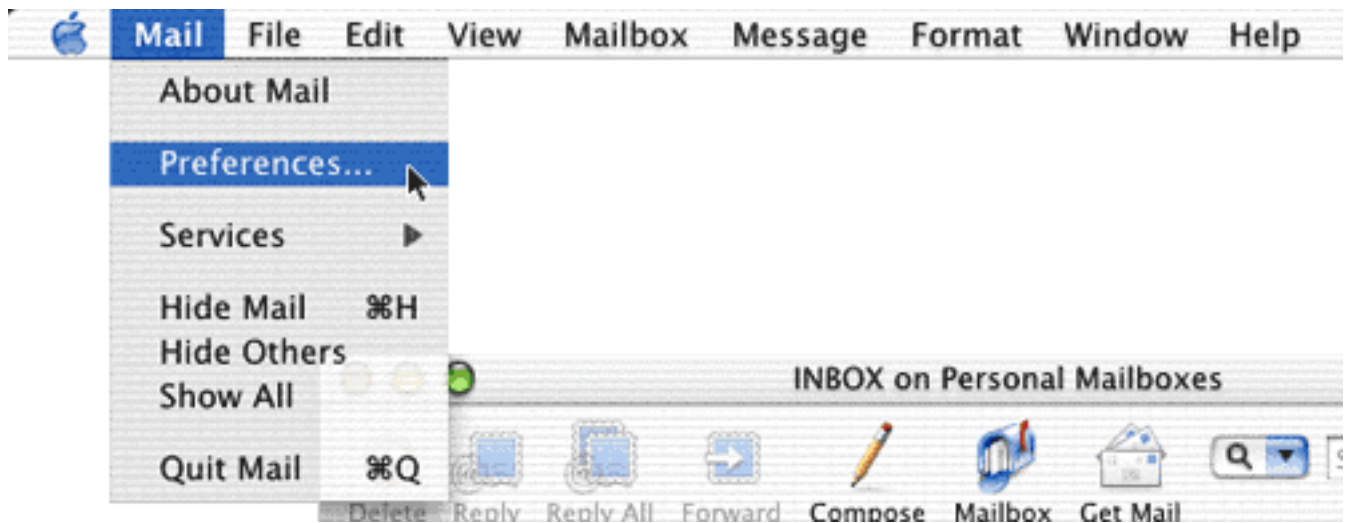 Mail File Edit View Mailbox Message Format Window Help
About Mail
Preferences...
Services
Hide Mail ⌘H
Hide Others
Show All
Quit Mail ⌘Q
INBOX on Personal Mailboxes
Delete Reply Reply All Forward Compose Mailbox Get Mail